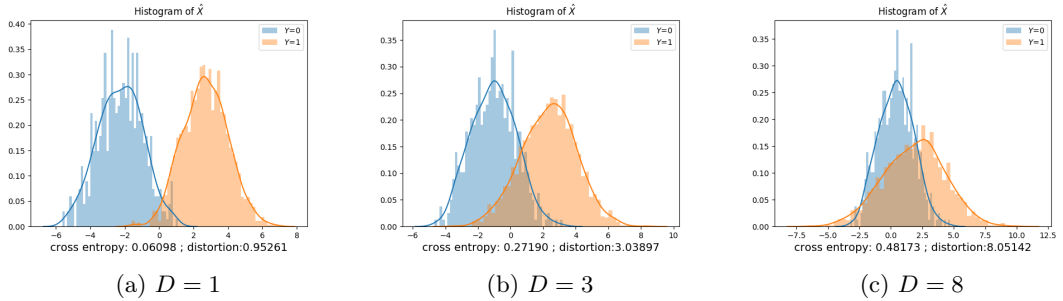 Histogram of X̂
Y=0
Y=1
0.40
0.35
0.30
0.25
0.20
0.15
0.10
0.05
0.00
−6 −4 −2 0 2 4 6 8
cross entropy: 0.06098 ; distortion:0.95261
(a) D = 1
Histogram of X̂
Y=0
Y=1
0.35
0.30
0.25
0.20
0.15
0.10
0.05
0.00
−6 −4 −2 0 2 4 6 8 10
cross entropy: 0.27190 ; distortion:3.03897
(b) D = 3
Histogram of X̂
Y=0
Y=1
0.35
0.30
0.25
0.20
0.15
0.10
0.05
0.00
−7.5 −5.0 −2.5 0.0 2.5 5.0 7.5 10.0 12.5
cross entropy: 0.48173 ; distortion:8.05142
(c) D = 8